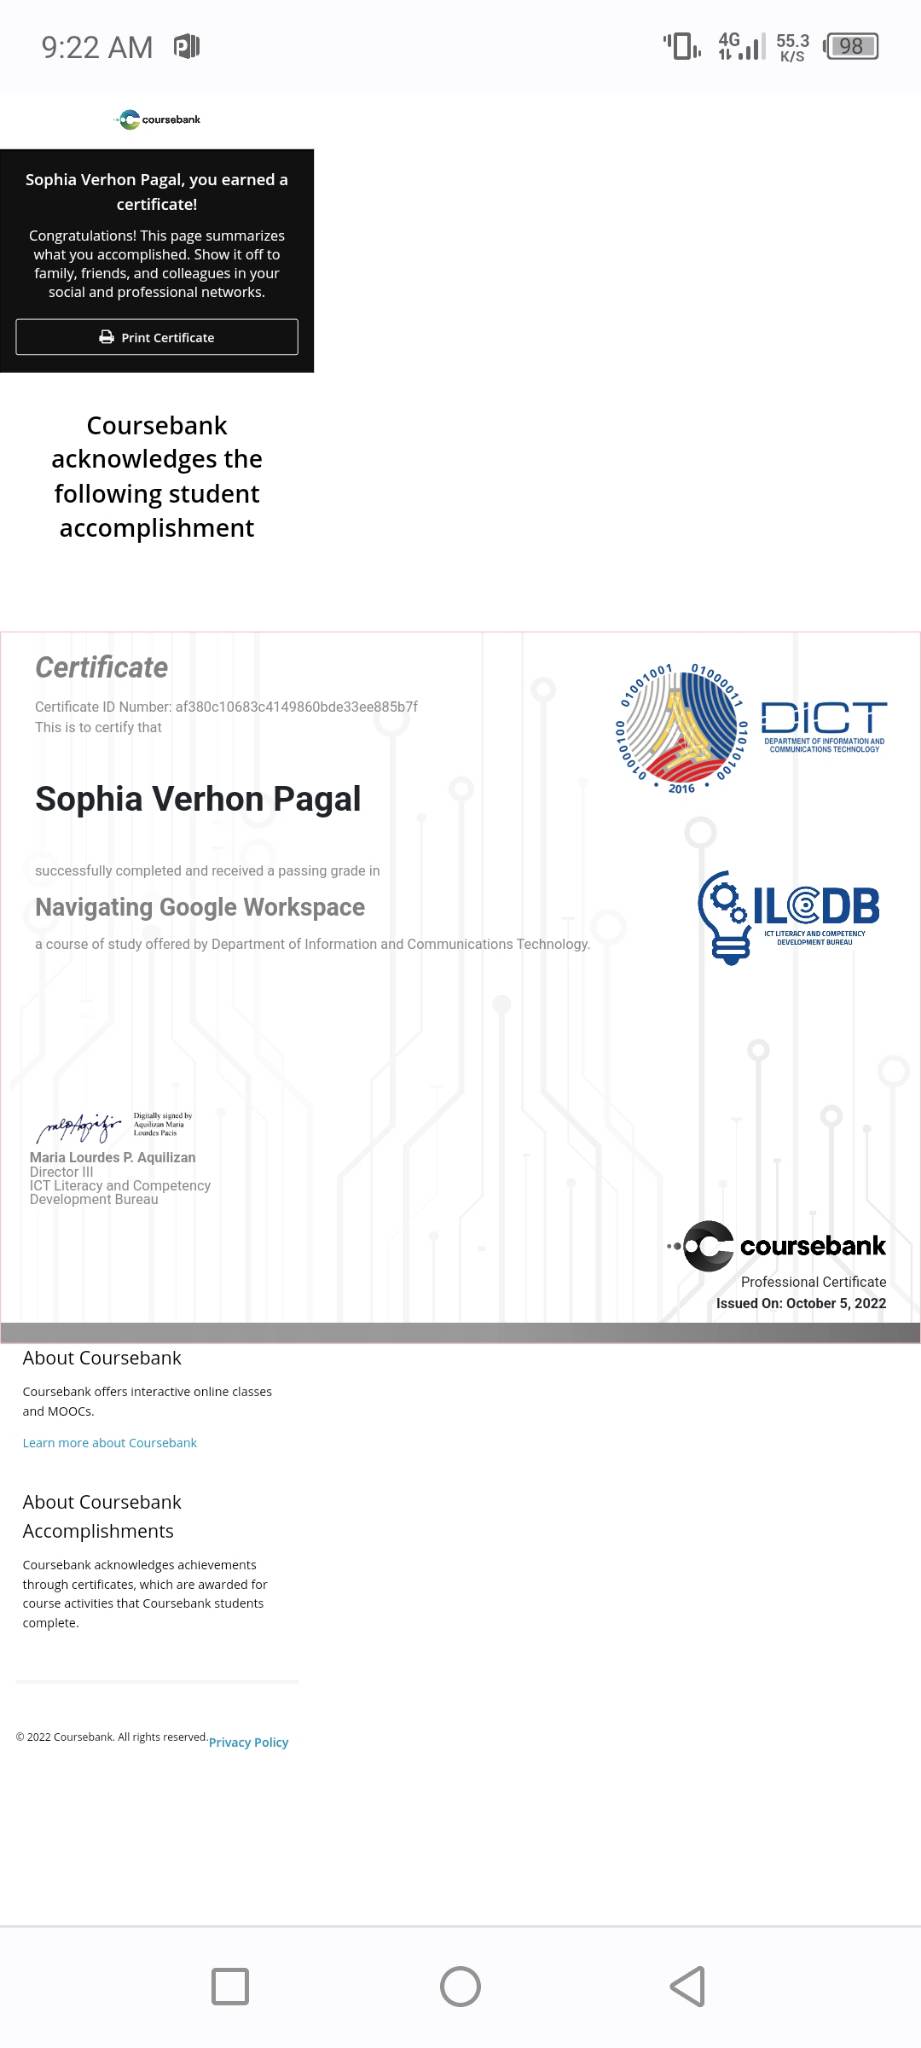 9:22 AM
4G
55.3
K/S
98
coursebank
Sophia Verhon Pagal, you earned a
certificate!
Congratulations! This page summarizes
what you accomplished. Show it off to
family, friends, and colleagues in your
social and professional networks.
Print Certificate
Coursebank
acknowledges the
following student
accomplishment
Certificate
Certificate ID Number: af380c10683c4149860bde33ee885b7f
This is to certify that
Sophia Verhon Pagal
successfully completed and received a passing grade in
Navigating Google Workspace
a course of study offered by Department of Information and Communications Technology.
01000100 01001001 01000011 01010100
2016
DICT
DEPARTMENT OF INFORMATION AND
COMMUNICATIONS TECHNOLOGY
ILCDB
ICT LITERACY AND COMPETENCY
DEVELOPMENT BUREAU
Digitally signed by
Aquilizan Maria
Lourdes Pacis
Maria Lourdes P. Aquilizan
Director III
ICT Literacy and Competency
Development Bureau
coursebank
Professional Certificate
Issued On: October 5, 2022
About Coursebank
Coursebank offers interactive online classes
and MOOCs.
Learn more about Coursebank
About Coursebank
Accomplishments
Coursebank acknowledges achievements
through certificates, which are awarded for
course activities that Coursebank students
complete.
© 2022 Coursebank. All rights reserved.
Privacy Policy